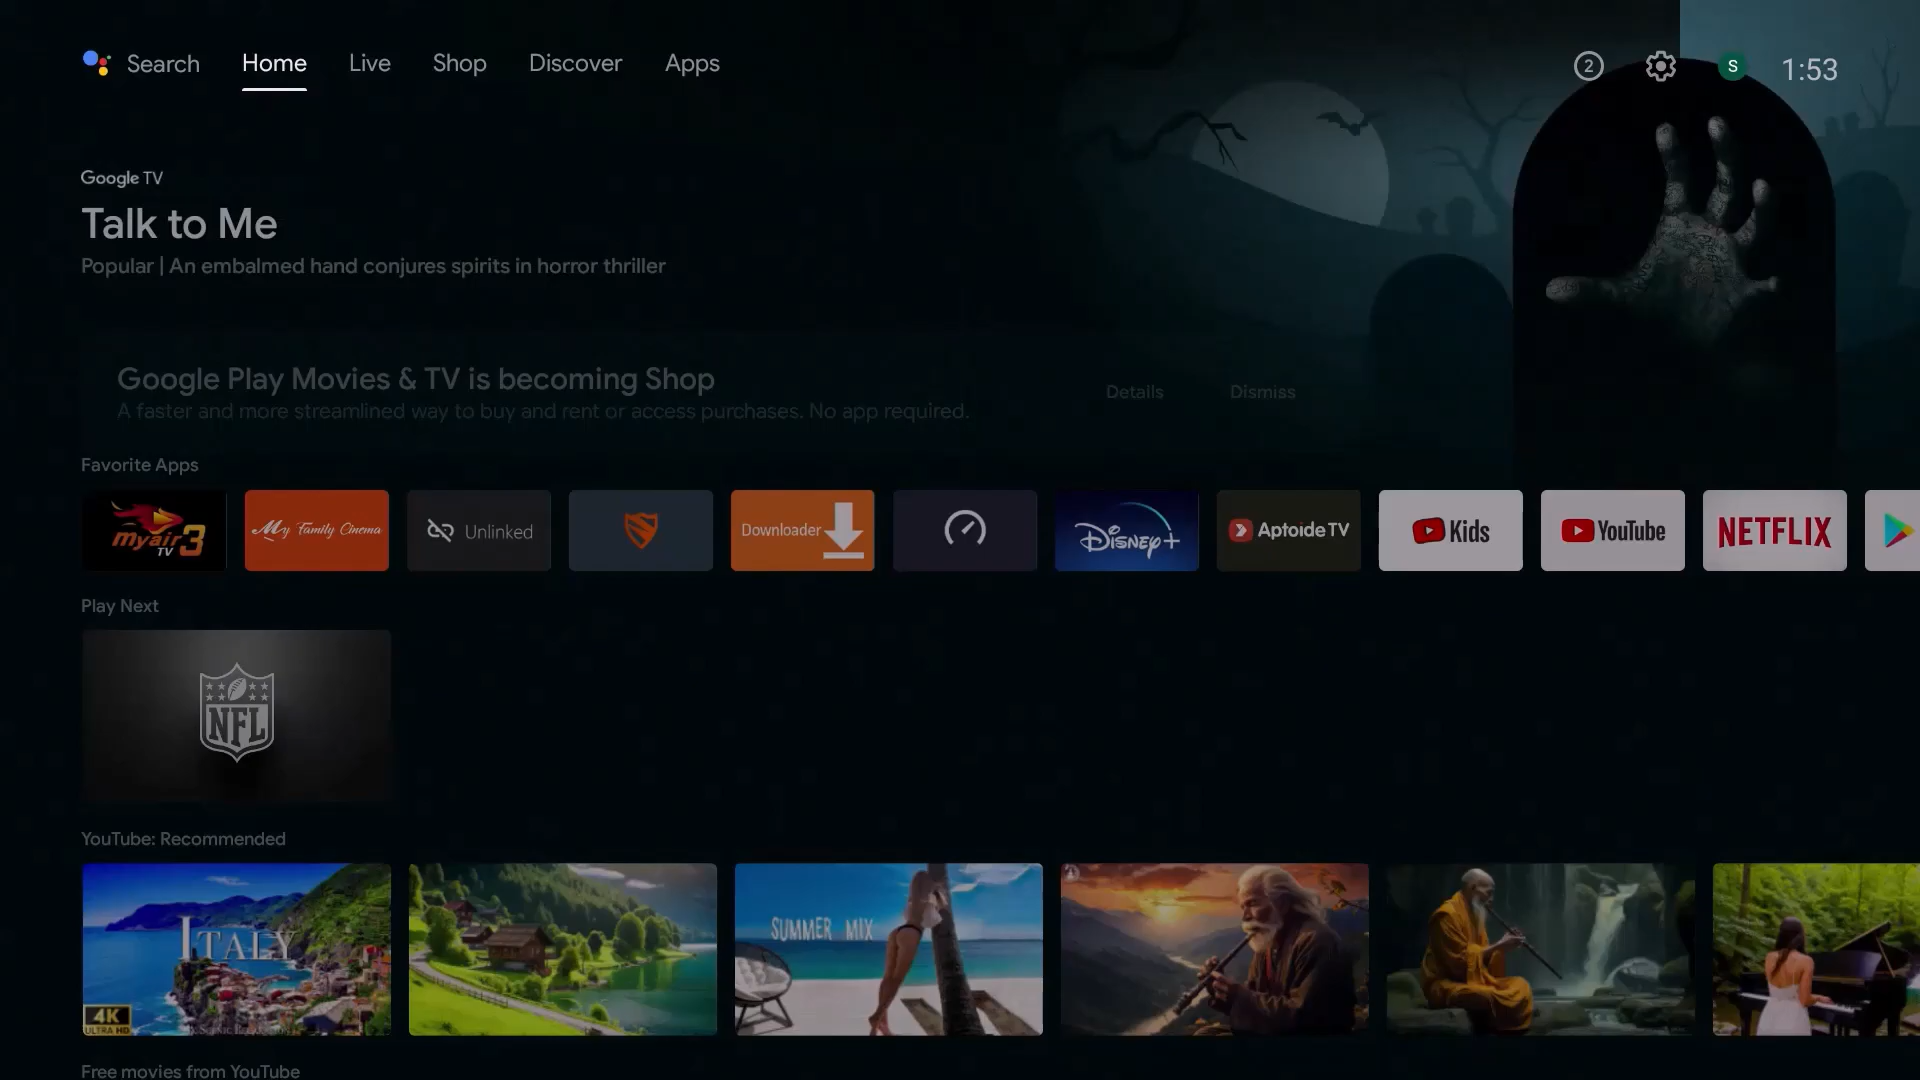 Search Home Live Shop Discover Apps
2 S 1:53
Google TV
Talk to Me
Popular | An embalmed hand conjures spirits in horror thriller
Google Play Movies & TV is becoming Shop
A faster and more streamlined way to buy and rent or access purchases. No app required.
Details Dismiss
Favorite Apps
myair TV 3
My Family Cinema
Unlinked
Downloader
Disney+
Aptoide TV
Kids
YouTube
NETFLIX
Play Next
NFL
YouTube: Recommended
ITALY
4K
ULTRA HD
SUMMER MIX
Free movies from YouTube